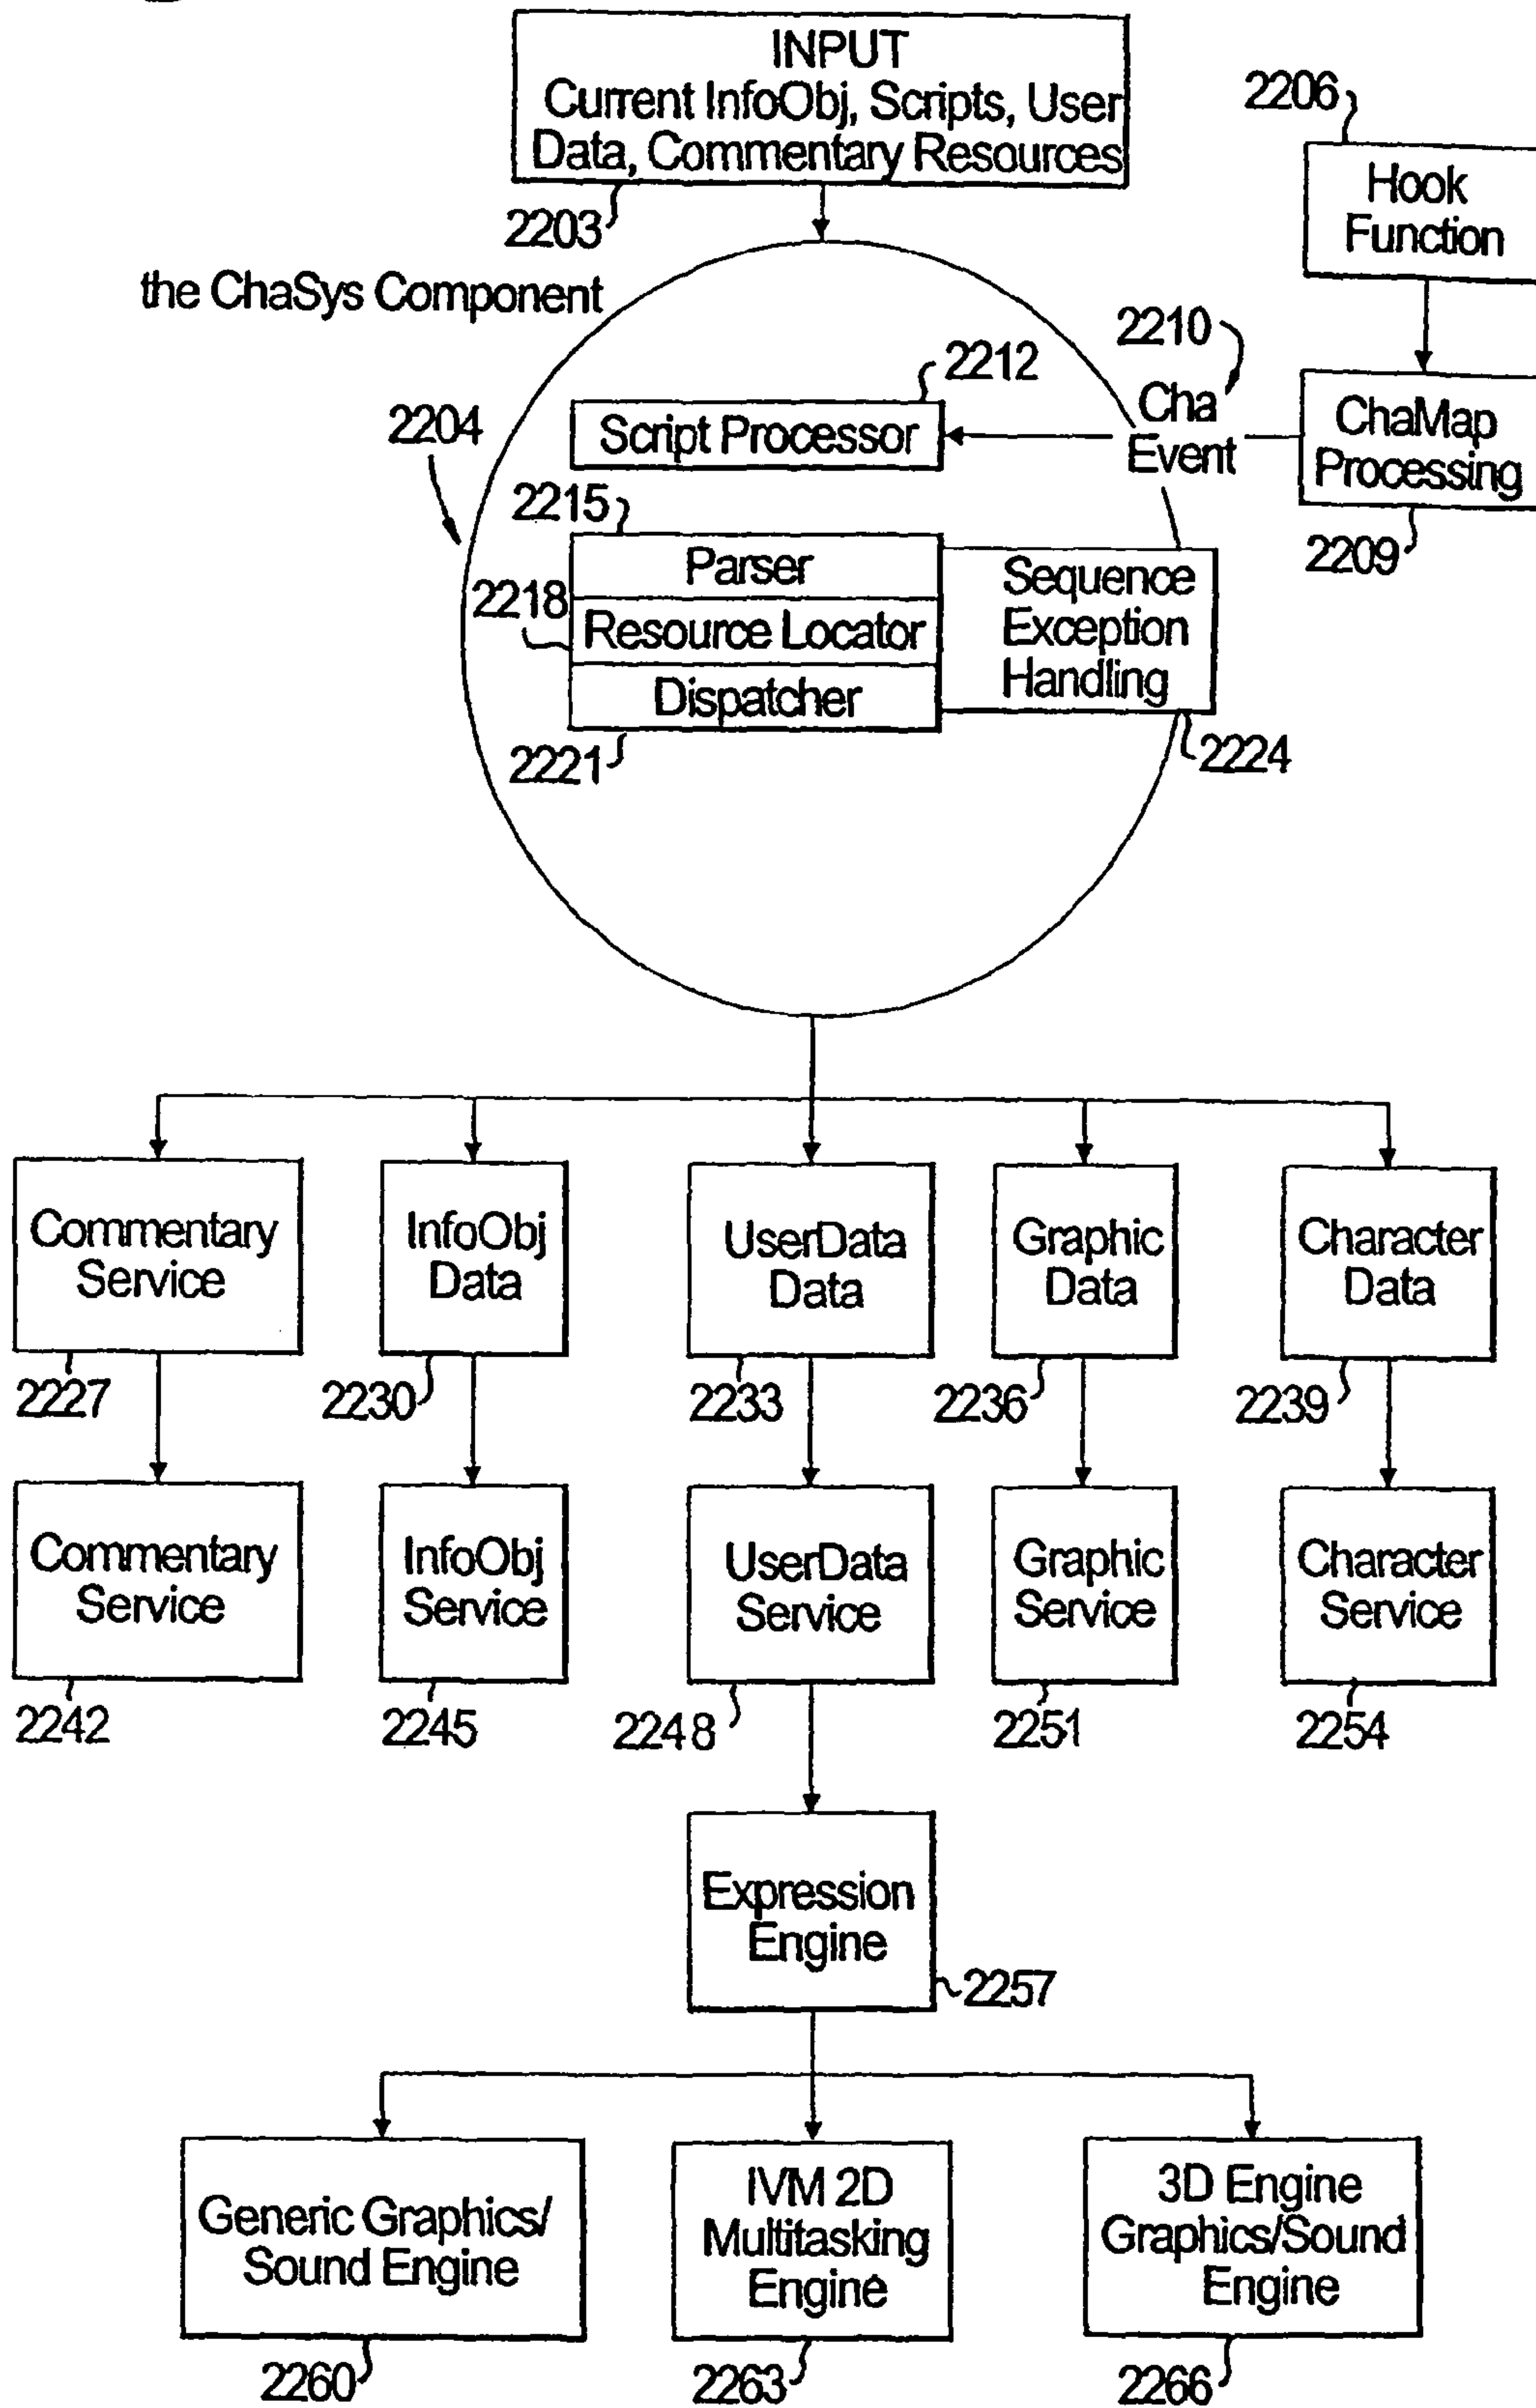 INPUT
Current InfoObj, Scripts, User
Data, Commentary Resources
2203
2206
Hook
Function
the ChaSys Component
2210
2212
2204
Script Processor
Cha
Event
ChaMap
Processing
2209
2215
Parser
2218
Resource Locator
Dispatcher
2221
Sequence
Exception
Handling
2224
Commentary
Service
InfoObj
Data
UserData
Data
Graphic
Data
Character
Data
2227
2230
2233
2236
2239
Commentary
Service
InfoObj
Service
UserData
Service
Graphic
Service
Character
Service
2242
2245
2248
2251
2254
Expression
Engine
2257
Generic Graphics/
Sound Engine
IVM 2D
Multitasking
Engine
3D Engine
Graphics/Sound
Engine
2260
2263
2266